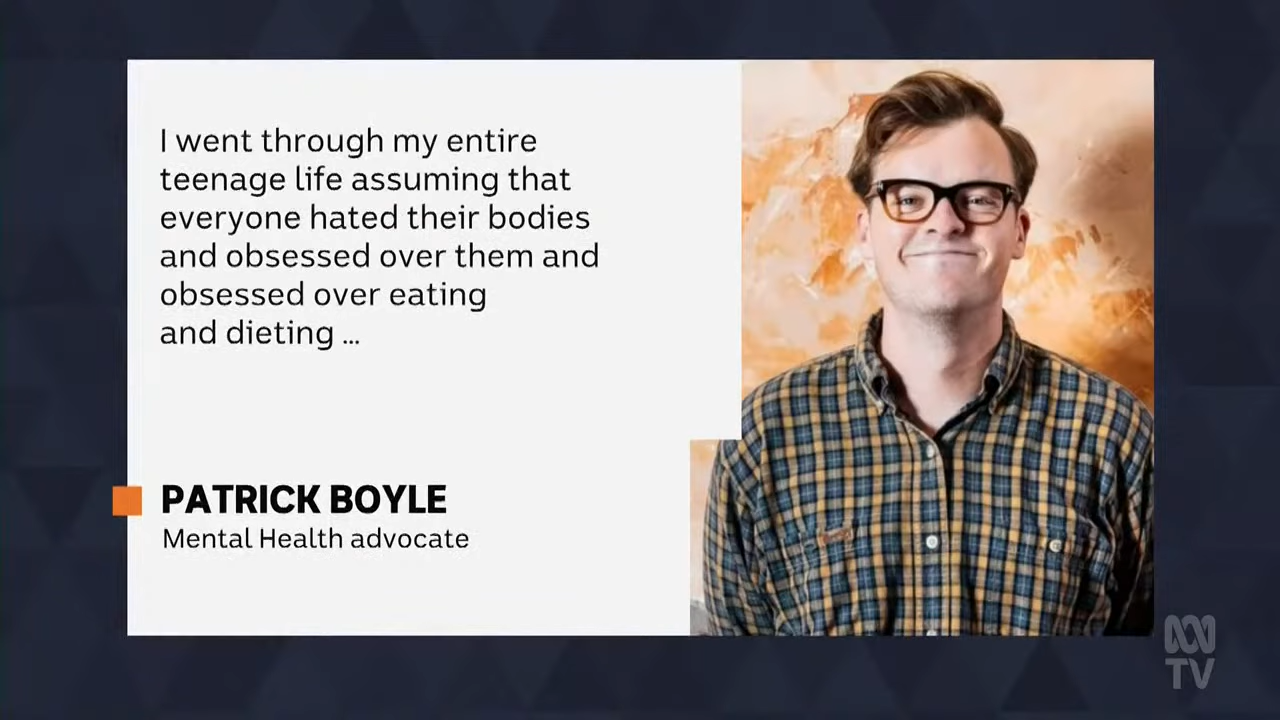 I went through my entire
teenage life assuming that
everyone hated their bodies
and obsessed over them and
obsessed over eating
and dieting ...
PATRICK BOYLE
Mental Health advocate
TV